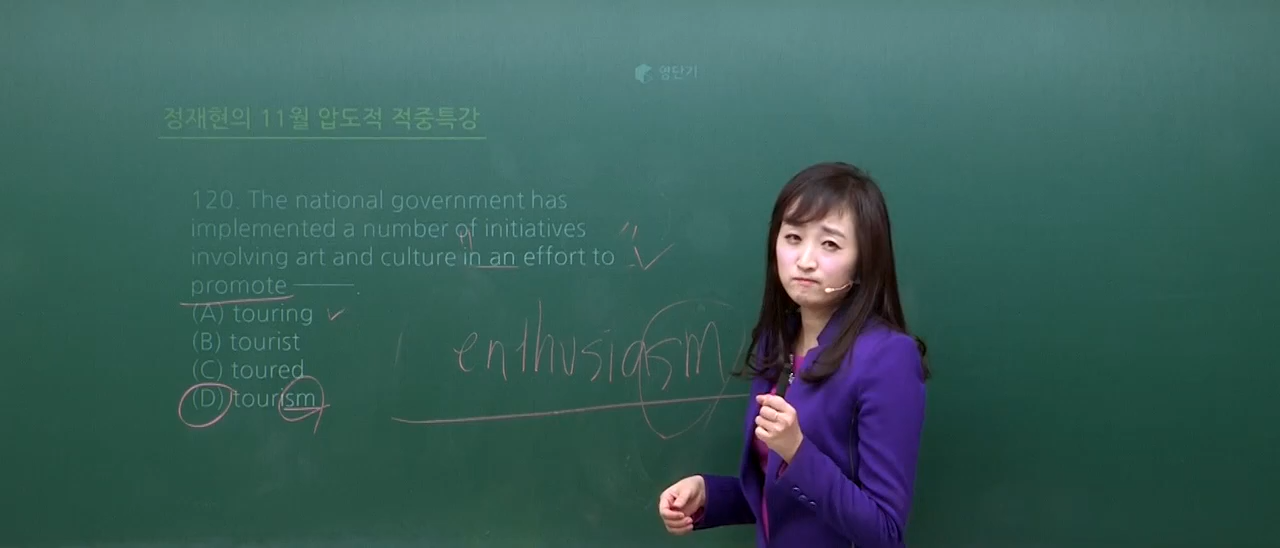 영단기
정재현의 11월 압도적 적중특강
120. The national government has
implemented a number of initiatives
involving art and culture in an effort to
promote
(A) touring
(B) tourist
(C) toured
(D) tourism
enthusiasm